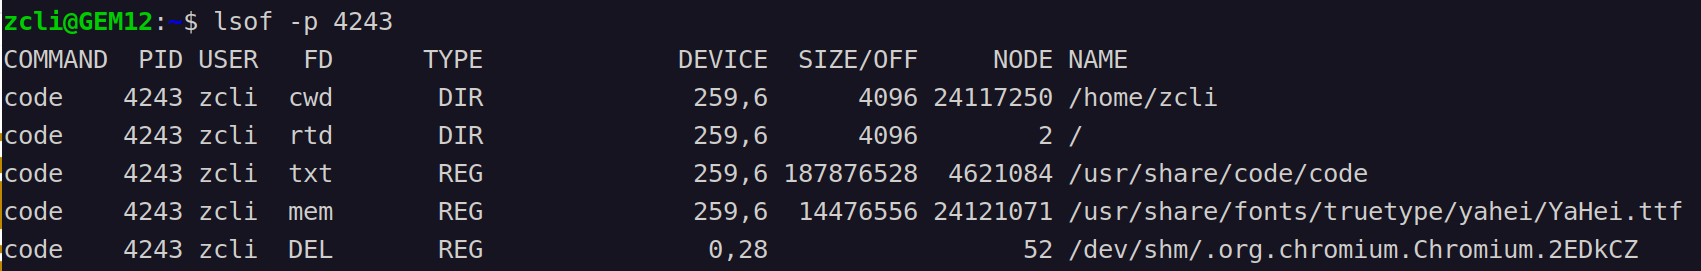 zcli@GEM12:~$ lsof -p 4243
COMMAND  PID USER   FD      TYPE             DEVICE  SIZE/OFF     NODE NAME
code    4243 zcli  cwd       DIR              259,6      4096 24117250 /home/zcli
code    4243 zcli  rtd       DIR              259,6      4096        2 /
code    4243 zcli  txt       REG              259,6 187876528  4621084 /usr/share/code/code
code    4243 zcli  mem       REG              259,6  14476556 24121071 /usr/share/fonts/truetype/yahei/YaHei.ttf
code    4243 zcli  DEL       REG               0,28                 52 /dev/shm/.org.chromium.Chromium.2EDkCZ